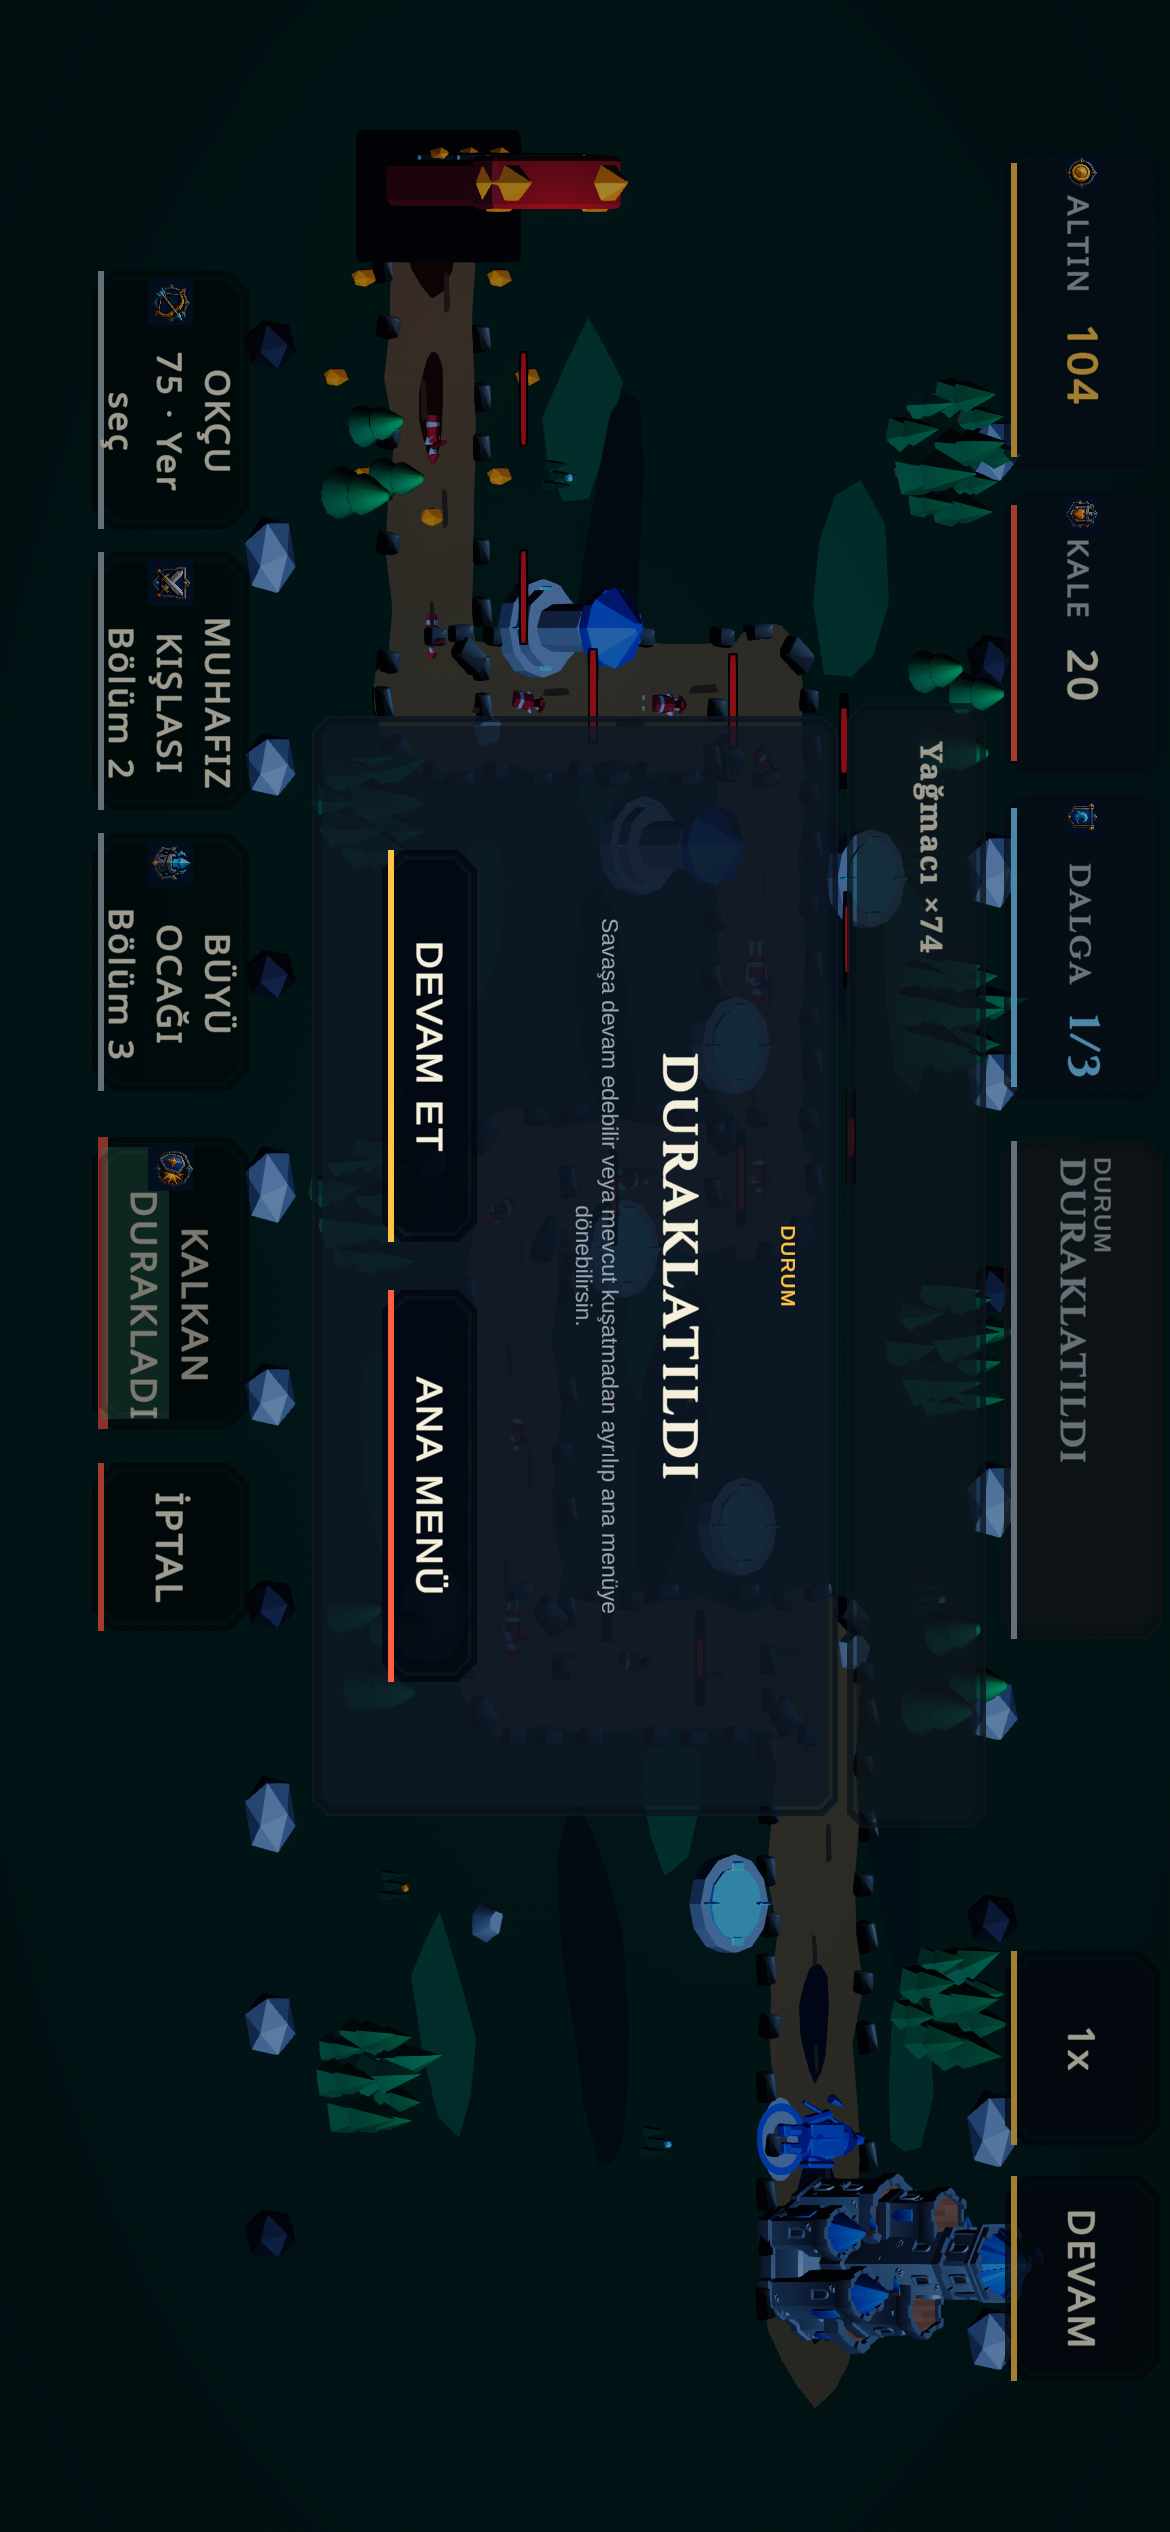 ALTIN 104
KALE 20
DALGA 1/3
DURUM
DURAKLATILDI
1x
DEVAM
Yağmacı ×74
DURUM
DURAKLATILDI
Savaşa devam edebilir veya mevcut kuşatmadan ayrılıp ana menüye
dönebilirsin.
DEVAM ET
ANA MENÜ
OKÇU
75 · Yer
seç
MUHAFIZ
KIŞLASI
Bölüm 2
BÜYÜ
OCAĞI
Bölüm 3
KALKAN
DURAKLADI
İPTAL